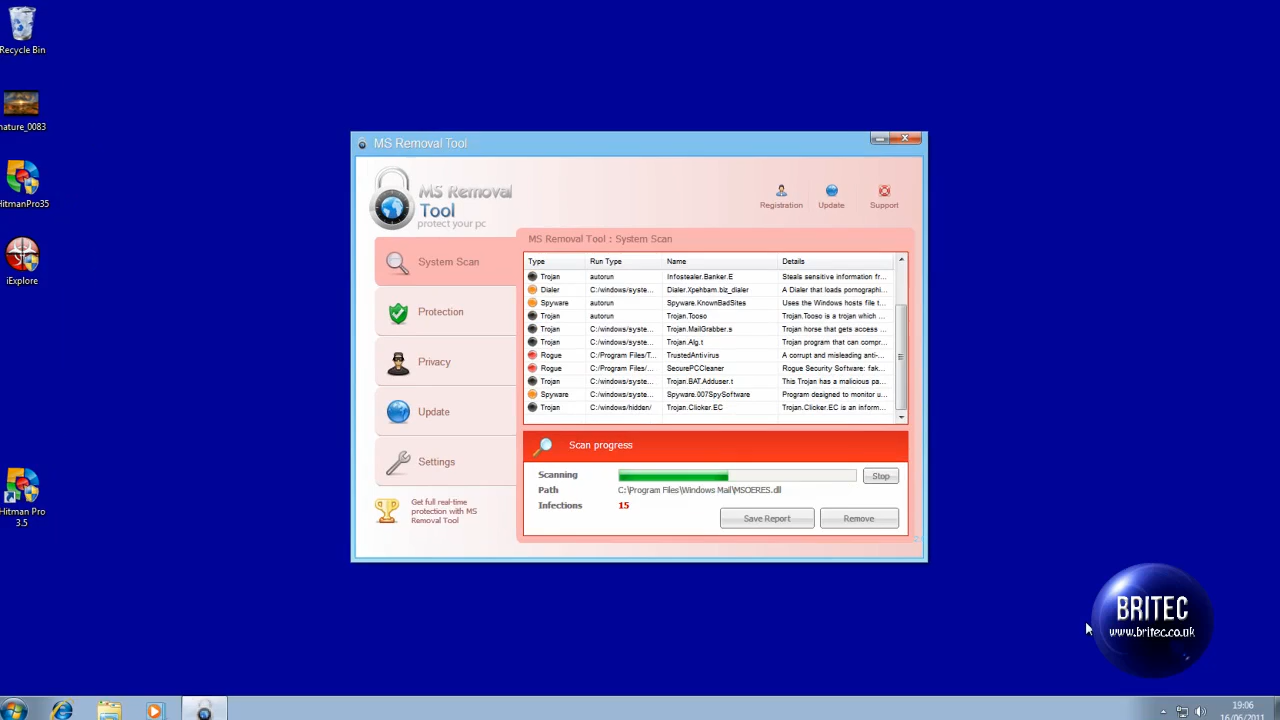 Recycle Bin
nature_0083
HitmanPro35
iExplore
Hitman Pro
3.5
MS Removal Tool
MS Removal
Tool
protect your pc
Registration
Update
Support
System Scan
Protection
Privacy
Update
Settings
Get full real-time
protection with MS
Removal Tool
MS Removal Tool : System Scan
Type Run Type Name Details
Trojan autorun Infostealer.Banker.E Steals sensitive information fr...
Dialer C:/windows/syste... Dialer.Xpehbam.biz_dialer A Dialer that loads pornographi...
Spyware autorun Spyware.KnownBadSites Uses the Windows hosts file t...
Trojan autorun Trojan.Tooso Trojan.Tooso is a trojan which ...
Trojan C:/windows/syste... Trojan.MailGrabber.s Trojan horse that gets access ...
Trojan C:/windows/syste... Trojan.Alg.t Trojan program that can compr...
Rogue C:/Program Files/T... TrustedAntivirus A corrupt and misleading anti-...
Rogue C:/Program Files/... SecurePCCleaner Rogue Security Software: fak...
Trojan C:/windows/syste... Trojan.BAT.Adduser.t This Trojan has a malicious pa...
Spyware C:/windows/syste... Spyware.007SpySoftware Program designed to monitor u...
Trojan C:/windows/hidden/ Trojan.Clicker.EC Trojan.Clicker.EC is an inform...
Scan progress
Scanning
Stop
Path C:\Program Files\Windows Mail\MSOERES.dll
Infections 15
Save Report
Remove
BRITEC
www.britec.co.uk
19:06
16/06/2011